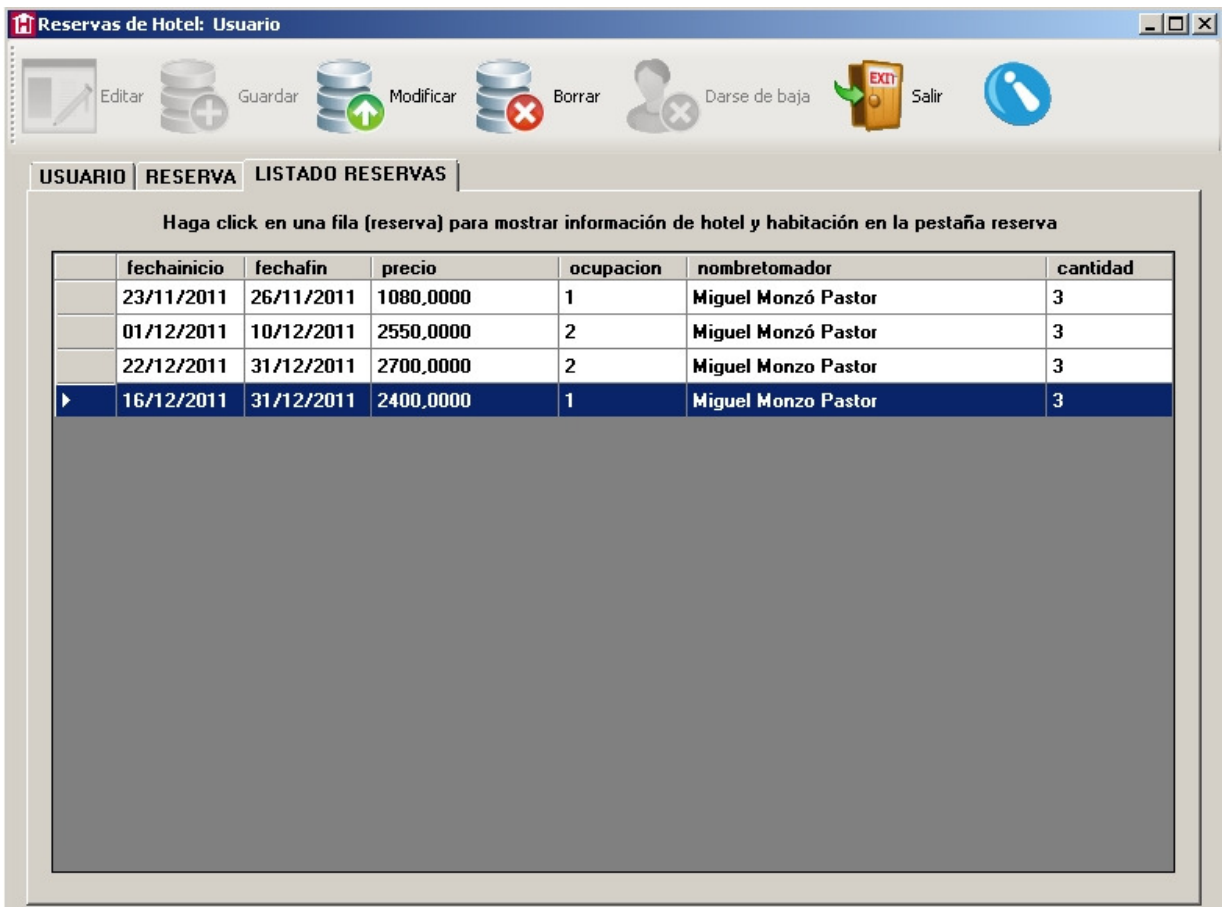 Reservas de Hotel: Usuario
Editar Guardar Modificar Borrar EXIT Darse de baja Salir
USUARIO RESERVA LISTADO RESERVAS
Haga click en una fila (reserva) para mostrar información de hotel y habitación en la pestaña reserva
fechainicio fechafin precio ocupacion nombretomador cantidad
23/11/2011 26/11/2011 1080,0000 1 Miguel Monzó Pastor 3
01/12/2011 10/12/2011 2550,0000 2 Miguel Monzó Pastor 3
22/12/2011 31/12/2011 2700,0000 2 Miguel Monzo Pastor 3
16/12/2011 31/12/2011 2400,0000 1 Miguel Monzo Pastor 3